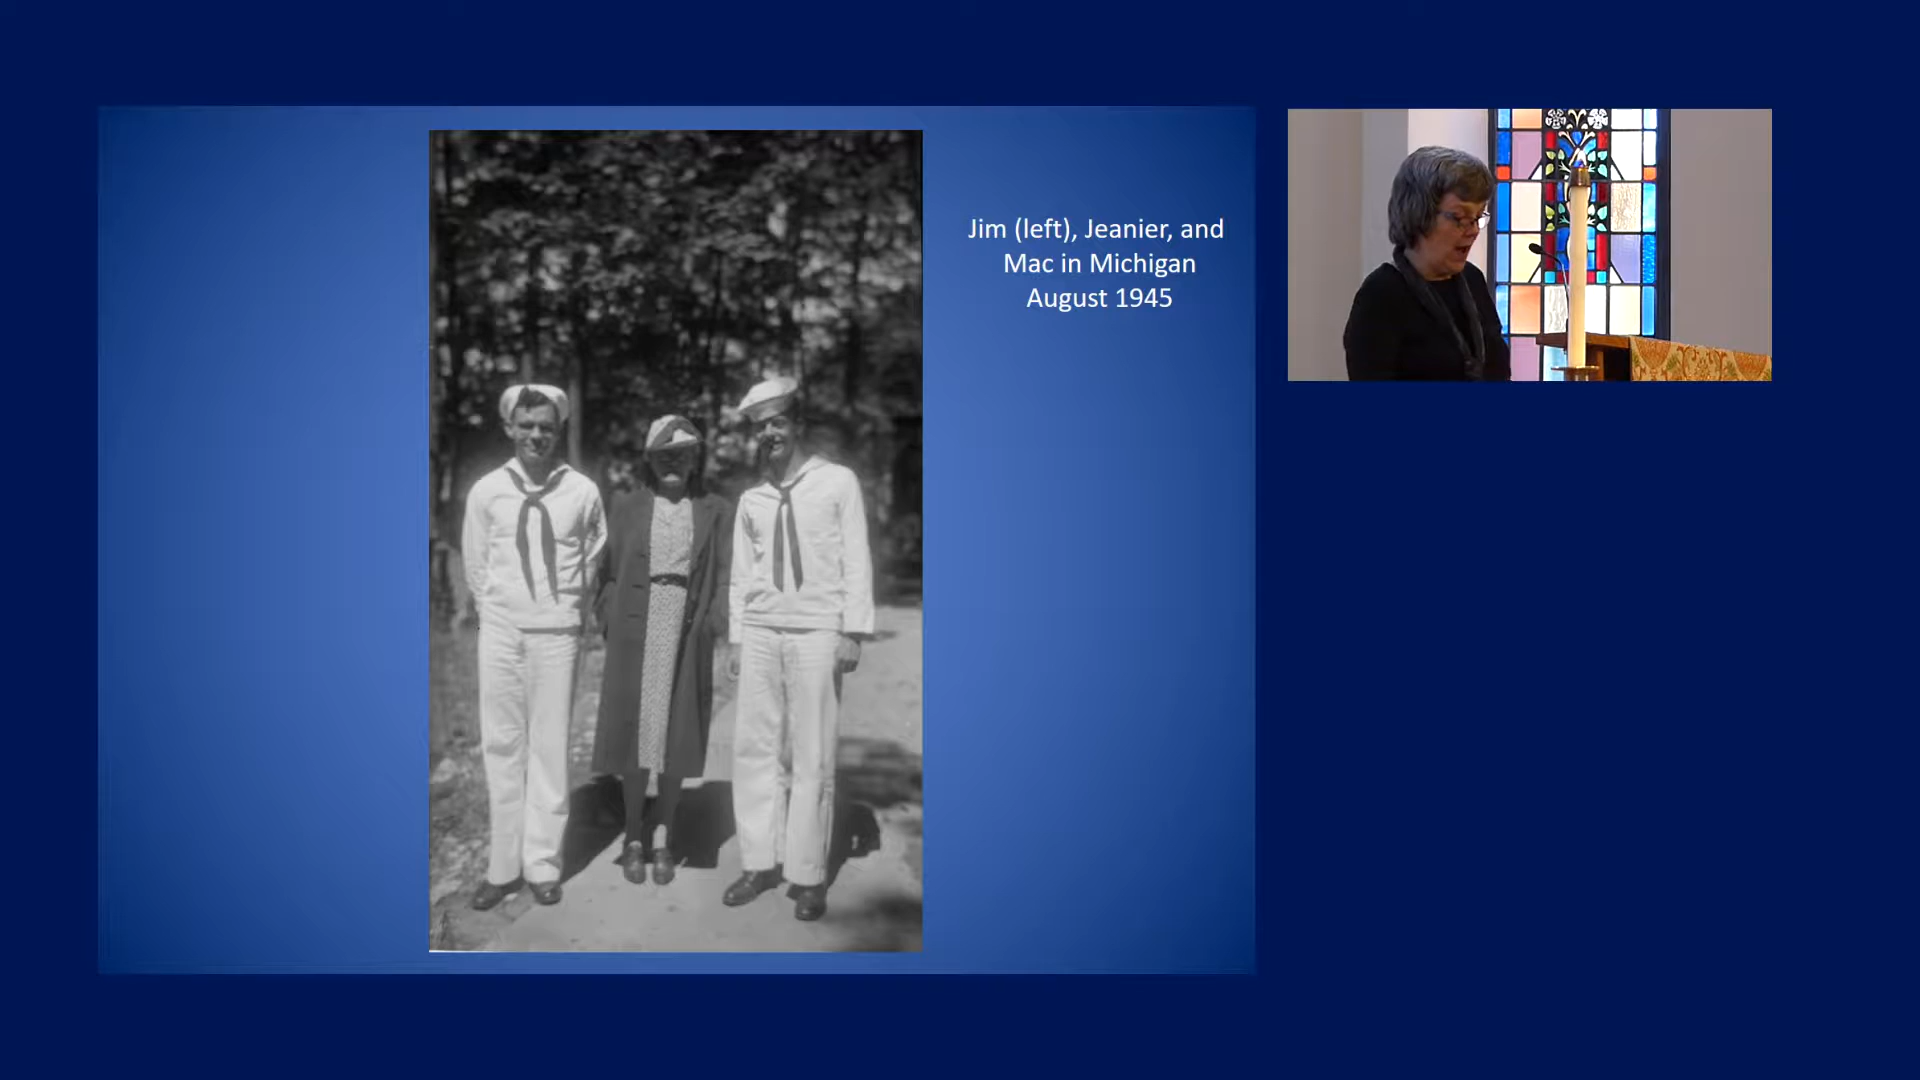 Jim (left), Jeanier, and
Mac in Michigan
August 1945